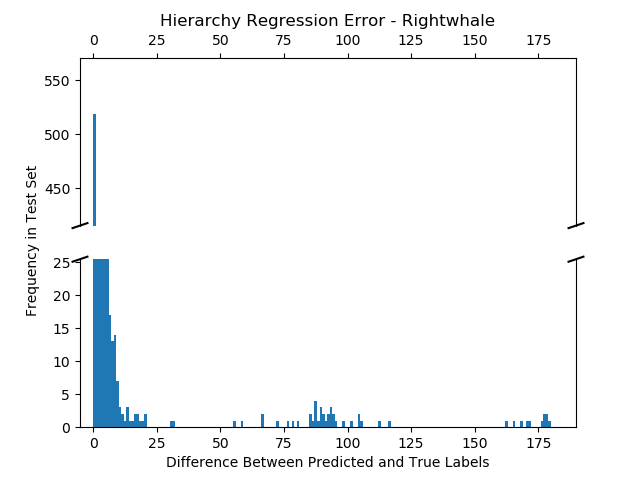 Hierarchy Regression Error - Rightwhale
0 25 50 75 100 125 150 175
550
500
450
Frequency in Test Set
25
20
15
10
5
0
0 25 50 75 100 125 150 175
Difference Between Predicted and True Labels